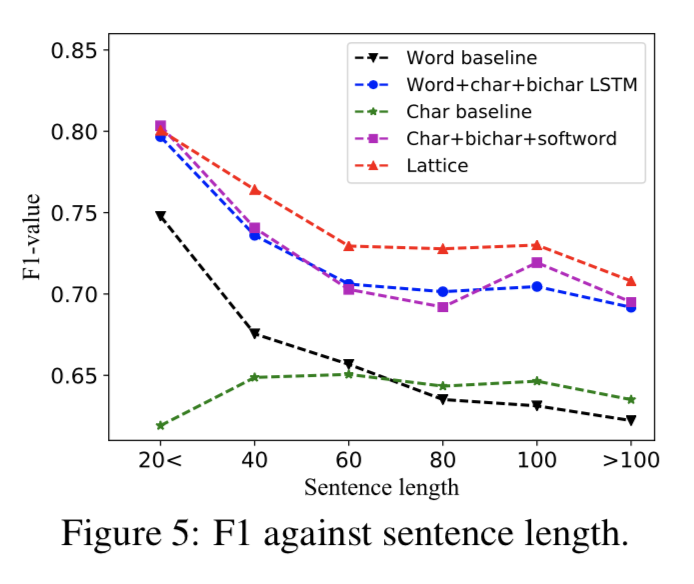 0.85
0.80
0.75
0.70
0.65
F1-value
Word baseline
Word+char+bichar LSTM
Char baseline
Char+bichar+softword
Lattice
20< 40 60 80 100 >100
Sentence length
Figure 5: F1 against sentence length.